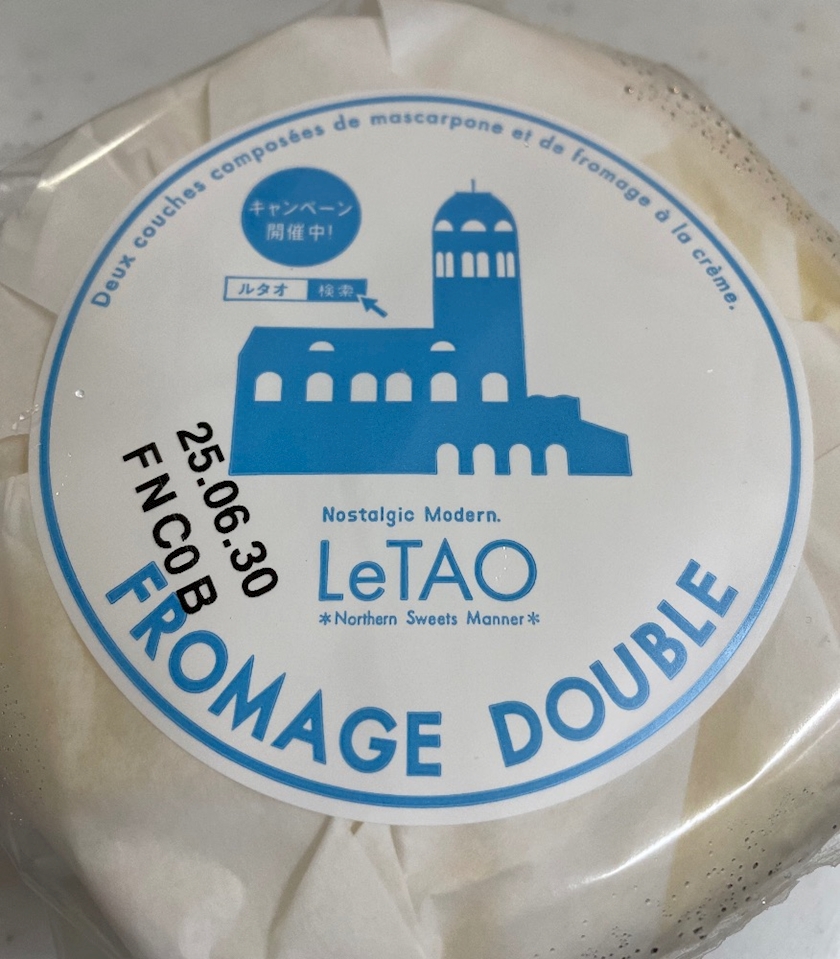 Deux couches composées de mascarpone et de fromage à la crème.
キャンペーン
開催中!
ルタオ 検索
25.06.30
FNC0B
Nostalgic Modern.
LeTAO
*Northern Sweets Manner*
FROMAGE DOUBLE